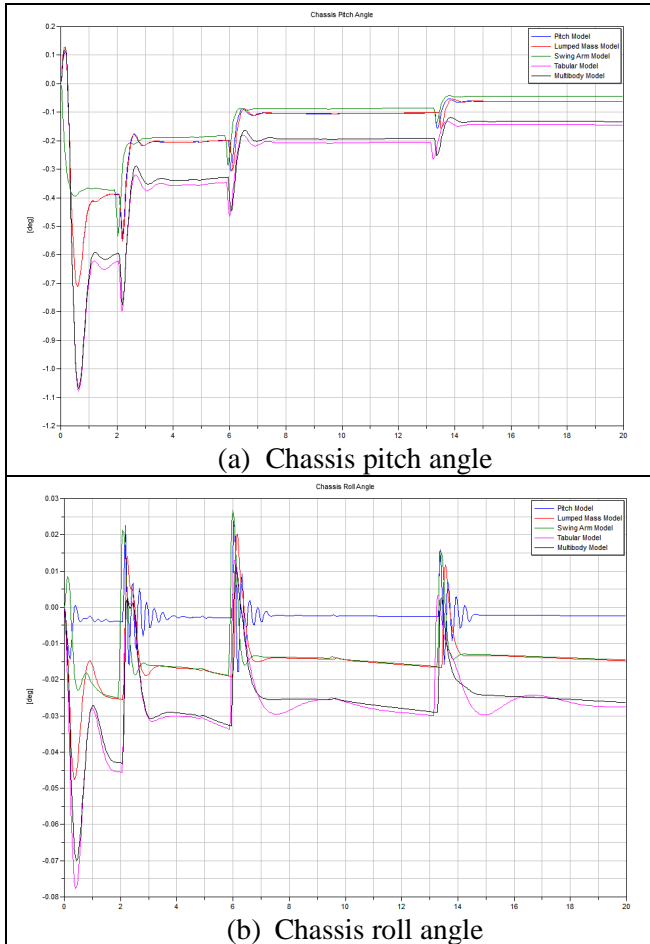 Chassis Pitch Angle
0.2
0.1
0.0
-0.1
-0.2
-0.3
-0.4
-0.5
-0.6
-0.7
-0.8
-0.9
-1.0
-1.1
-1.2
[deg]
Pitch Model
Lumped Mass Model
Swing Arm Model
Tabular Model
Multibody Model
0 2 4 6 8 10 12 14 16 18 20
(a) Chassis pitch angle
Chassis Roll Angle
0.03
0.02
0.01
0.00
-0.01
-0.02
-0.03
-0.04
-0.05
-0.06
-0.07
-0.08
[deg]
Pitch Model
Lumped Mass Model
Swing Arm Model
Tabular Model
Multibody Model
0 2 4 6 8 10 12 14 16 18 20
(b) Chassis roll angle